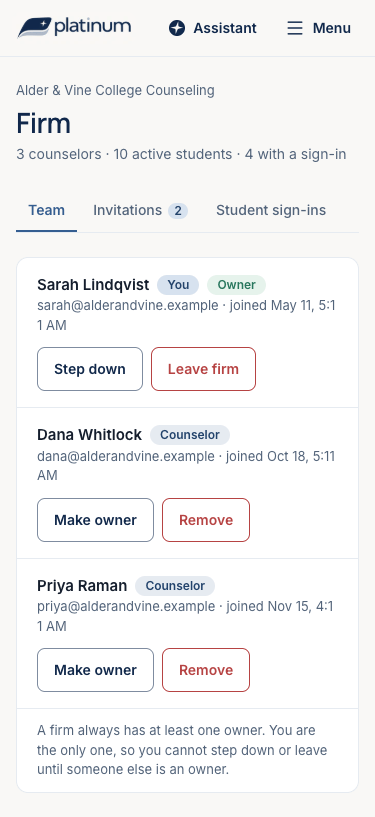 platinum
Assistant
Menu
Alder & Vine College Counseling
Firm
3 counselors · 10 active students · 4 with a sign-in
Team
Invitations 2
Student sign-ins
Sarah Lindqvist You Owner
sarah@alderandvine.example · joined May 11, 5:1
1 AM
Step down
Leave firm
Dana Whitlock Counselor
dana@alderandvine.example · joined Oct 18, 5:11
AM
Make owner
Remove
Priya Raman Counselor
priya@alderandvine.example · joined Nov 15, 4:1
1 AM
Make owner
Remove
A firm always has at least one owner. You are
the only one, so you cannot step down or leave
until someone else is an owner.